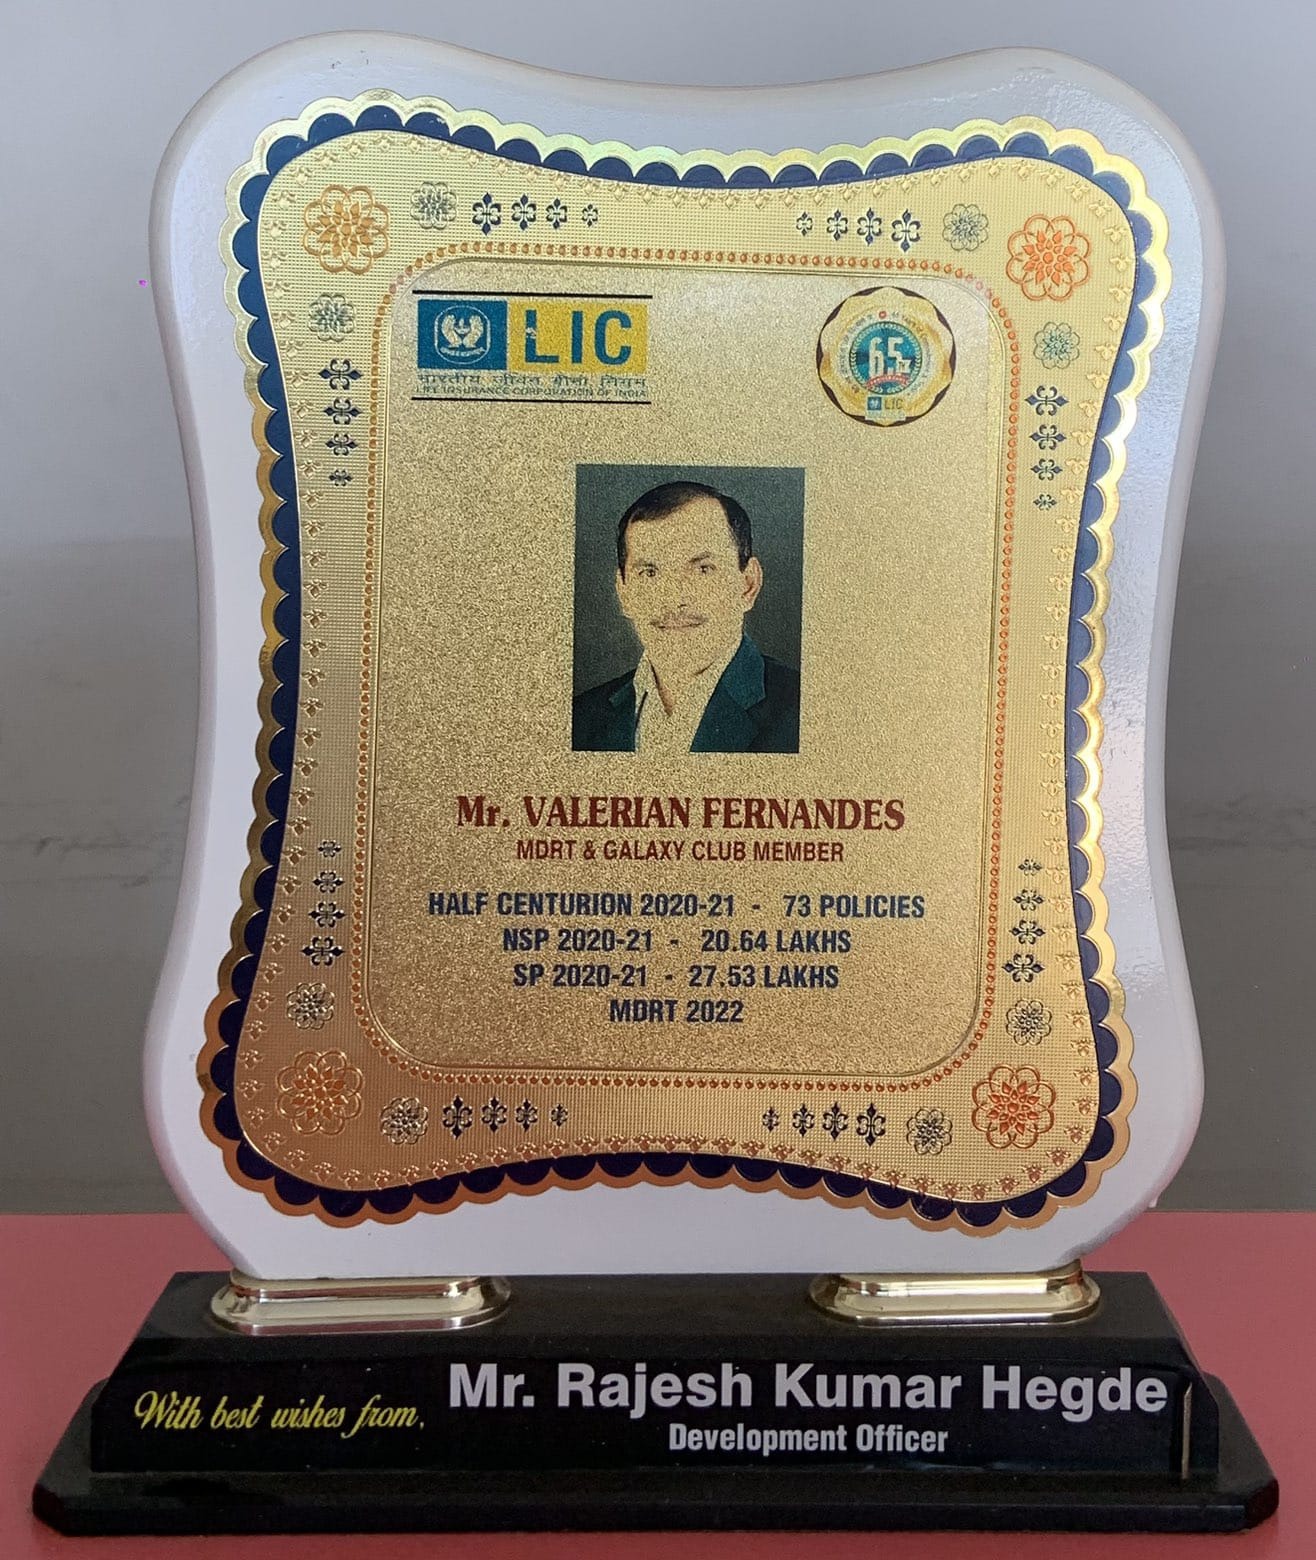 LIC
भारतीय जीवन बीमा निगम
LIFE INSURANCE CORPORATION OF INDIA
65
LIC
Mr. VALERIAN FERNANDES
MDRT & GALAXY CLUB MEMBER
HALF CENTURION 2020-21 - 73 POLICIES
NSP 2020-21 - 20.64 LAKHS
SP 2020-21 - 27.53 LAKHS
MDRT 2022
With best wishes from,
Mr. Rajesh Kumar Hegde
Development Officer